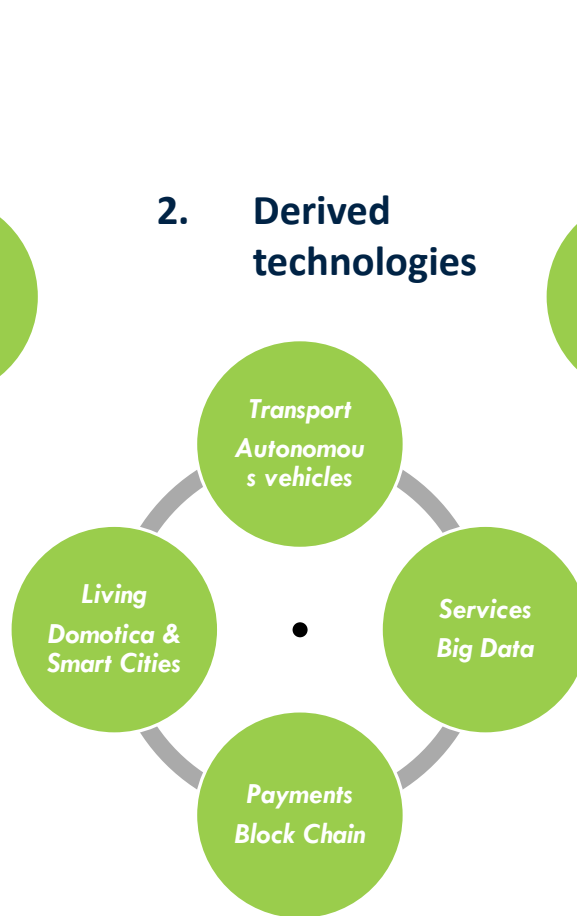 2. Derived
technologies
Transport
Autonomou
s vehicles
Living
Domotica &
Smart Cities
Services
Big Data
Payments
Block Chain